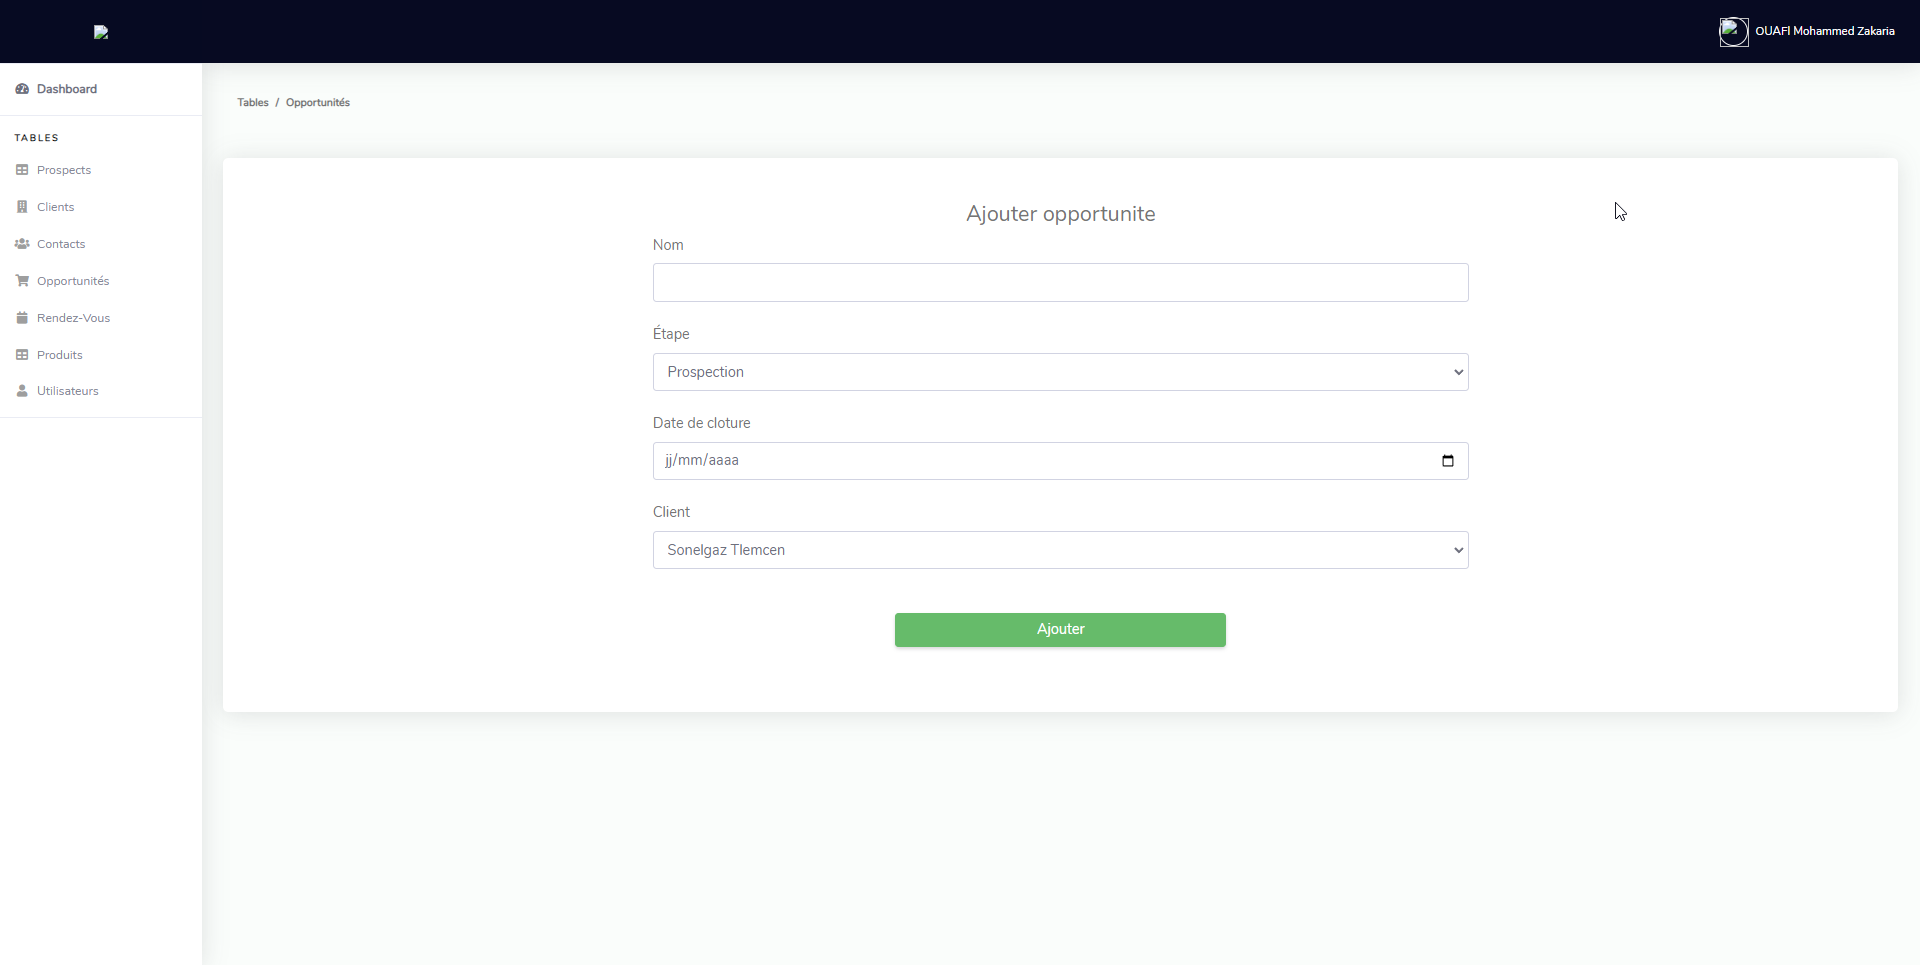 OUAFI Mohammed Zakaria
Dashboard
TABLES
Prospects
Clients
Contacts
Opportunités
Rendez-Vous
Produits
Utilisateurs
Tables / Opportunités
Ajouter opportunite
Nom
Étape
Prospection
Date de cloture
jj/mm/aaaa
Client
Sonelgaz Tlemcen
Ajouter